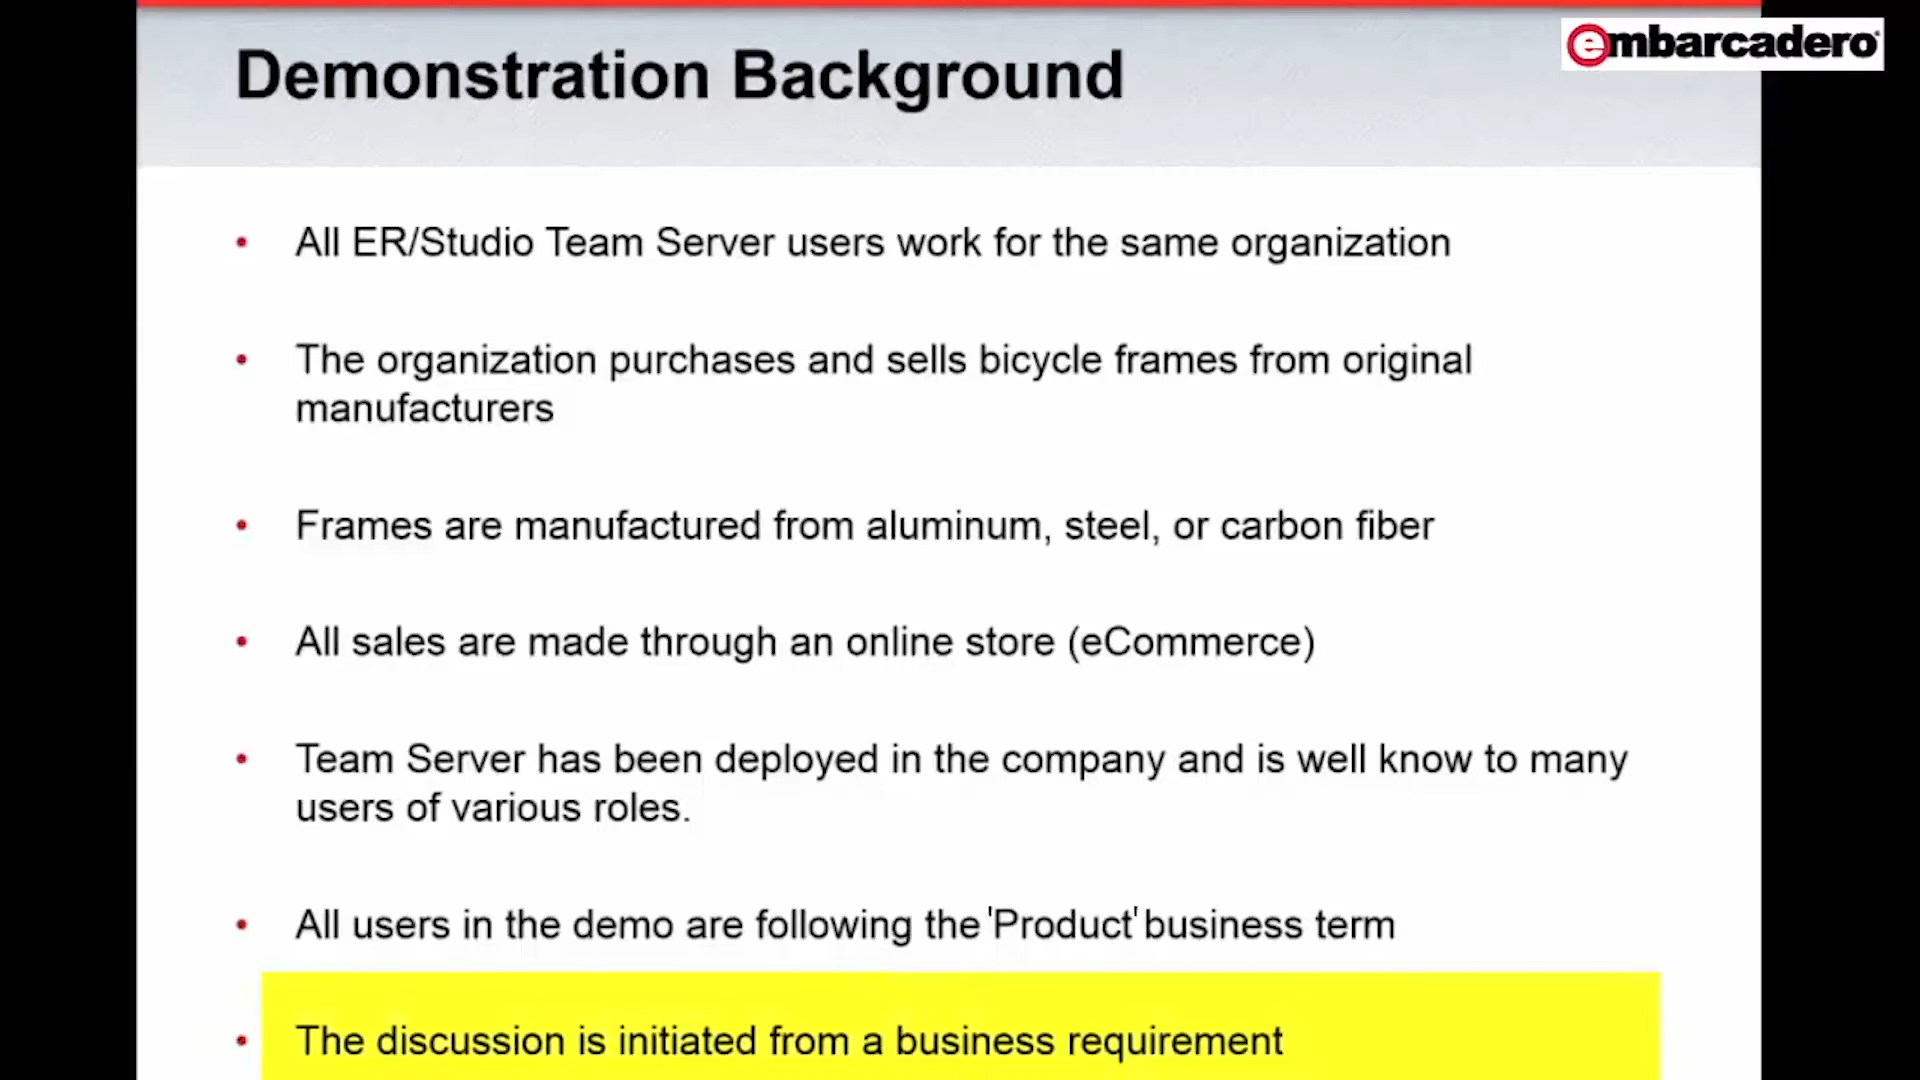 Demonstration Background
embarcadero
• All ER/Studio Team Server users work for the same organization
• The organization purchases and sells bicycle frames from original
manufacturers
• Frames are manufactured from aluminum, steel, or carbon fiber
• All sales are made through an online store (eCommerce)
• Team Server has been deployed in the company and is well know to many
users of various roles.
• All users in the demo are following the 'Product' business term
• The discussion is initiated from a business requirement